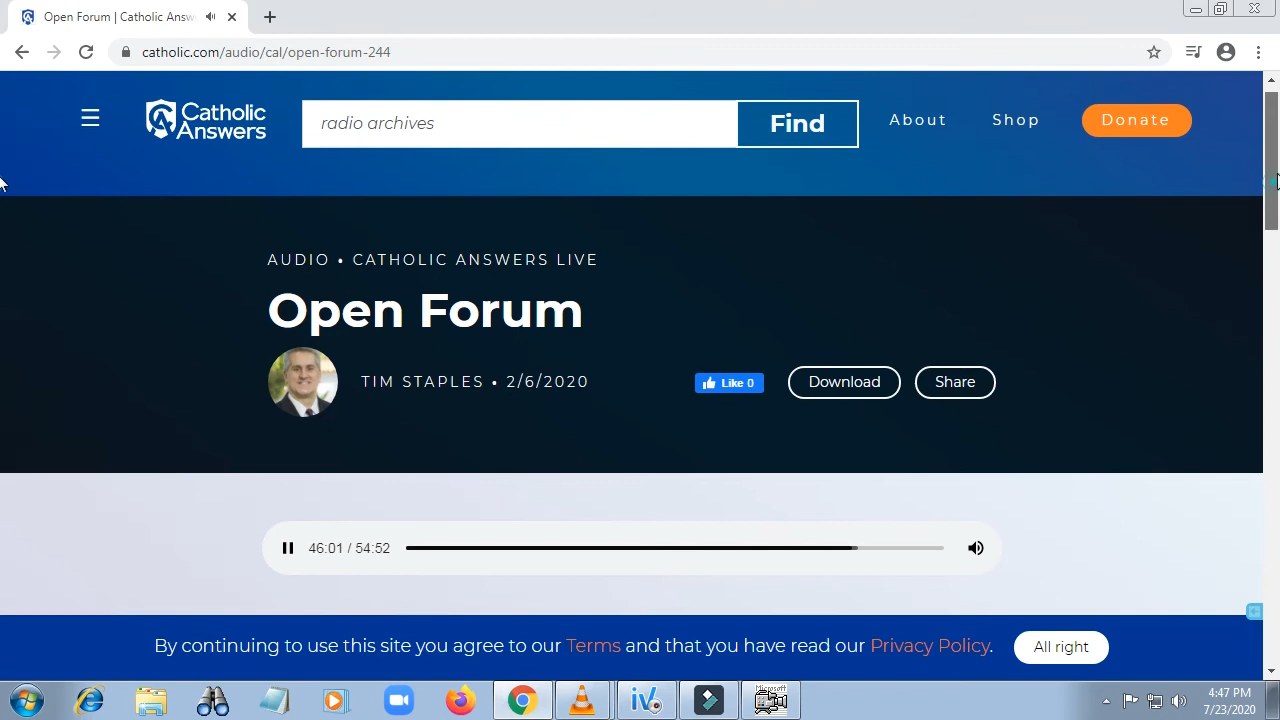 Open Forum | Catholic Answ
catholic.com/audio/cal/open-forum-244
Catholic
Answers
radio archives
Find
About
Shop
Donate
AUDIO • CATHOLIC ANSWERS LIVE
Open Forum
TIM STAPLES • 2/6/2020
Like 0
Download
Share
46:01 / 54:52
By continuing to use this site you agree to our Terms and that you have read our Privacy Policy.
All right
iV
Microsoft
4:47 PM
7/23/2020